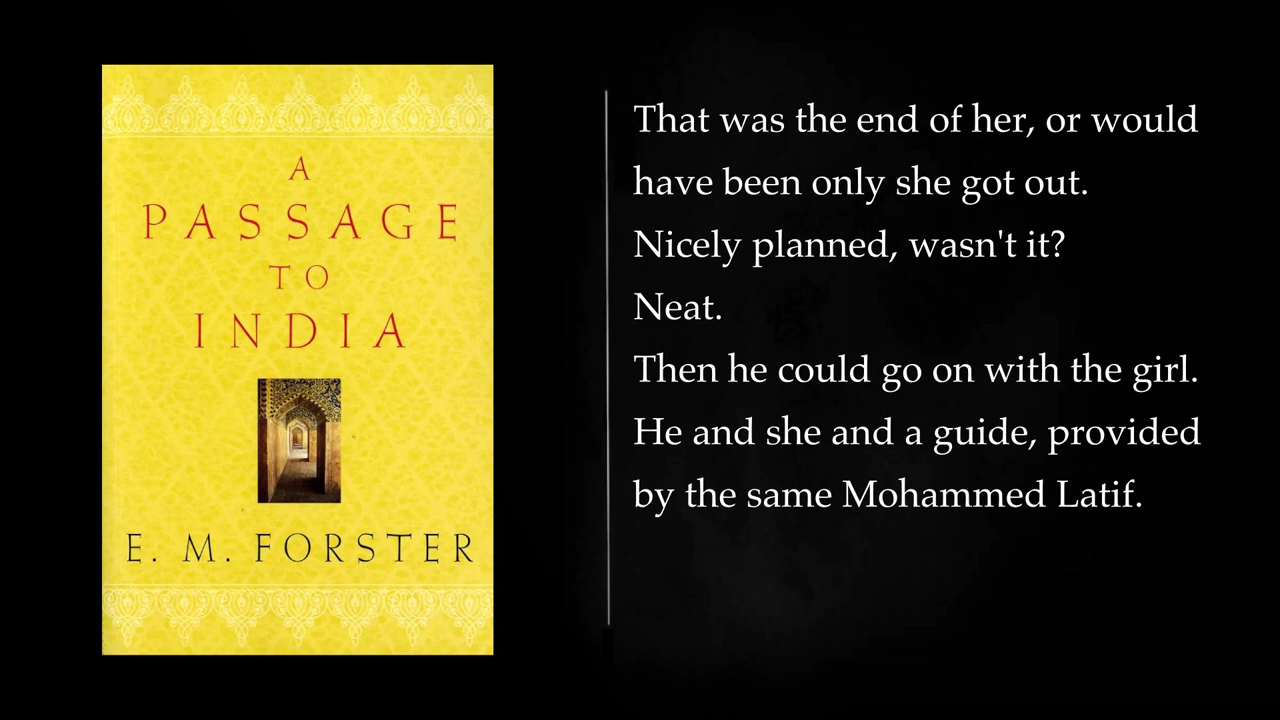 A
PASSAGE
TO
INDIA
E. M. FORSTER
That was the end of her, or would
have been only she got out.
Nicely planned, wasn't it?
Neat.
Then he could go on with the girl.
He and she and a guide, provided
by the same Mohammed Latif.